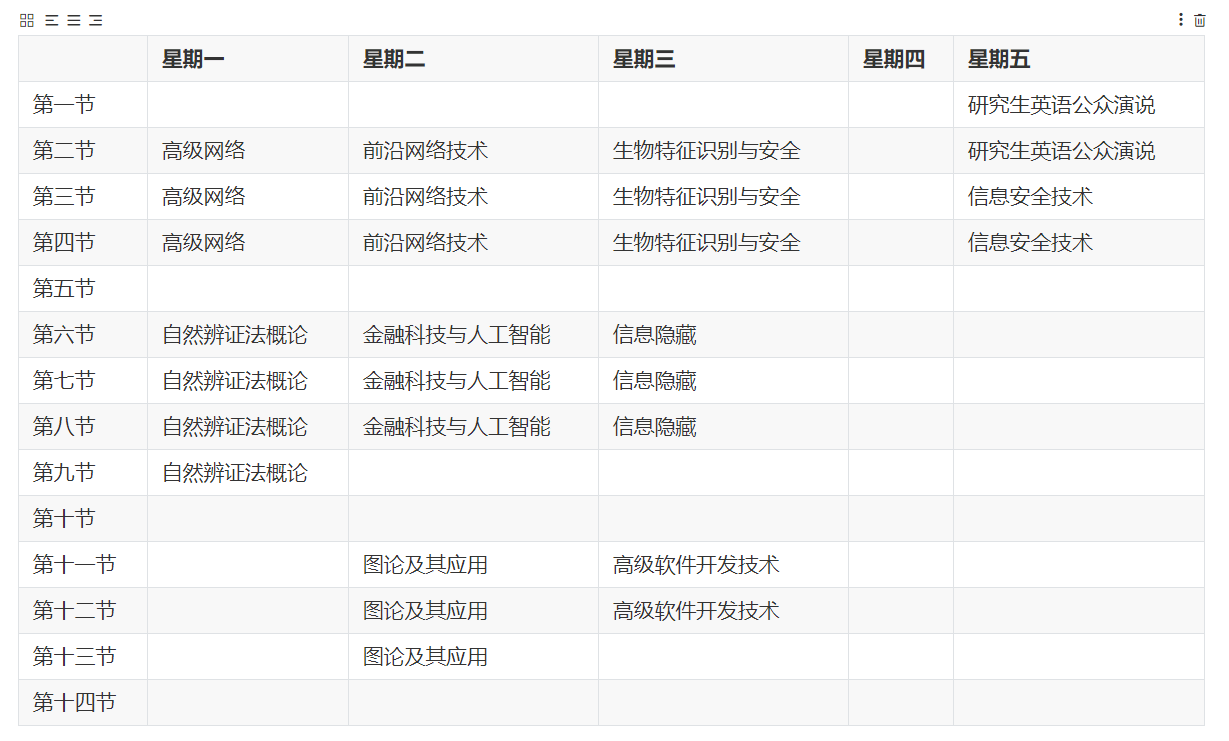 星期一 星期二 星期三 星期四 星期五
第一节 研究生英语公众演说
第二节 高级网络 前沿网络技术 生物特征识别与安全 研究生英语公众演说
第三节 高级网络 前沿网络技术 生物特征识别与安全 信息安全技术
第四节 高级网络 前沿网络技术 生物特征识别与安全 信息安全技术
第五节
第六节 自然辨证法概论 金融科技与人工智能 信息隐藏
第七节 自然辨证法概论 金融科技与人工智能 信息隐藏
第八节 自然辨证法概论 金融科技与人工智能 信息隐藏
第九节 自然辨证法概论
第十节
第十一节 图论及其应用 高级软件开发技术
第十二节 图论及其应用 高级软件开发技术
第十三节 图论及其应用
第十四节